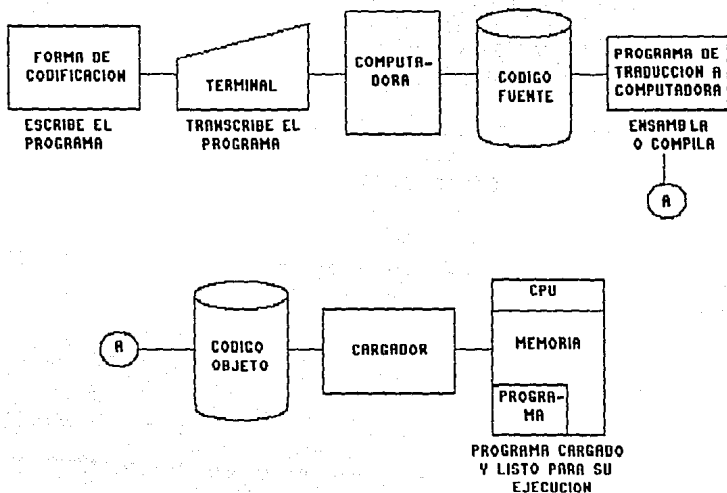 FORMA DE
CODIFICACION
ESCRIBE EL
PROGRAMA
TERMINAL
TRANSCRIBE EL
PROGRAMA
COMPUTA-
DORA
CODIGO
FUENTE
PROGRAMA DE
TRADUCCION A
COMPUTADORA
ENSAMBLA
O COMPILA
A
A
CODIGO
OBJETO
CARGADOR
CPU
MEMORIA
PROGRA-
MA
PROGRAMA CARGADO
Y LISTO PARA SU
EJECUCION